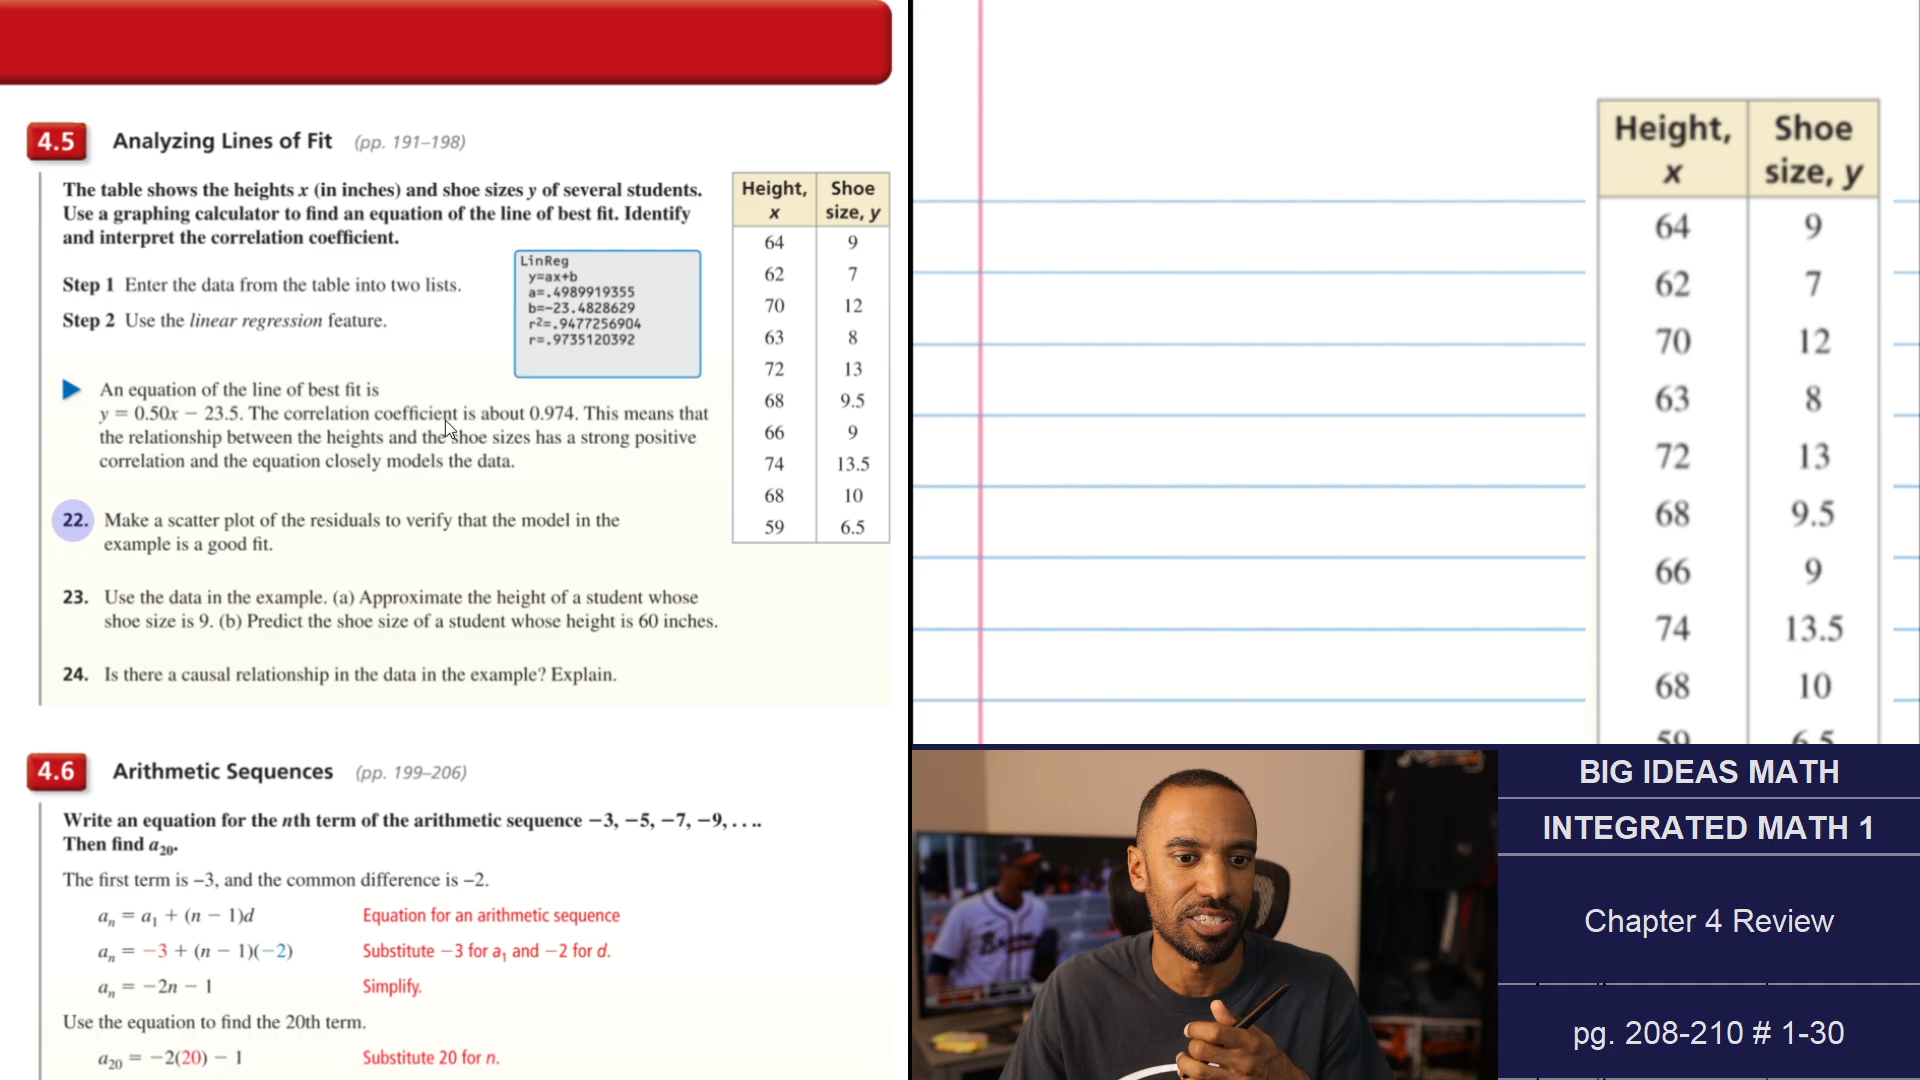 4.5 Analyzing Lines of Fit (pp. 191–198)
The table shows the heights x (in inches) and shoe sizes y of several students.
Use a graphing calculator to find an equation of the line of best fit. Identify
and interpret the correlation coefficient.
Step 1 Enter the data from the table into two lists.
Step 2 Use the linear regression feature.
LinReg
y=ax+b
a=.4989919355
b=-23.4828629
r²=.9477256904
r=.9735120392
An equation of the line of best fit is
y = 0.50x − 23.5. The correlation coefficient is about 0.974. This means that
the relationship between the heights and the shoe sizes has a strong positive
correlation and the equation closely models the data.
Height, x Shoe size, y
64 9
62 7
70 12
63 8
72 13
68 9.5
66 9
74 13.5
68 10
59 6.5
22. Make a scatter plot of the residuals to verify that the model in the
example is a good fit.
23. Use the data in the example. (a) Approximate the height of a student whose
shoe size is 9. (b) Predict the shoe size of a student whose height is 60 inches.
24. Is there a causal relationship in the data in the example? Explain.
4.6 Arithmetic Sequences (pp. 199–206)
Write an equation for the nth term of the arithmetic sequence −3, −5, −7, −9, . . ..
Then find a₂₀.
The first term is −3, and the common difference is −2.
aₙ = a₁ + (n − 1)d Equation for an arithmetic sequence
aₙ = −3 + (n − 1)(−2) Substitute −3 for a₁ and −2 for d.
aₙ = −2n − 1 Simplify.
Use the equation to find the 20th term.
a₂₀ = −2(20) − 1 Substitute 20 for n.
Height, x Shoe size, y
64 9
62 7
70 12
63 8
72 13
68 9.5
66 9
74 13.5
68 10
59 6.5
BIG IDEAS MATH
INTEGRATED MATH 1
Chapter 4 Review
pg. 208-210 # 1-30